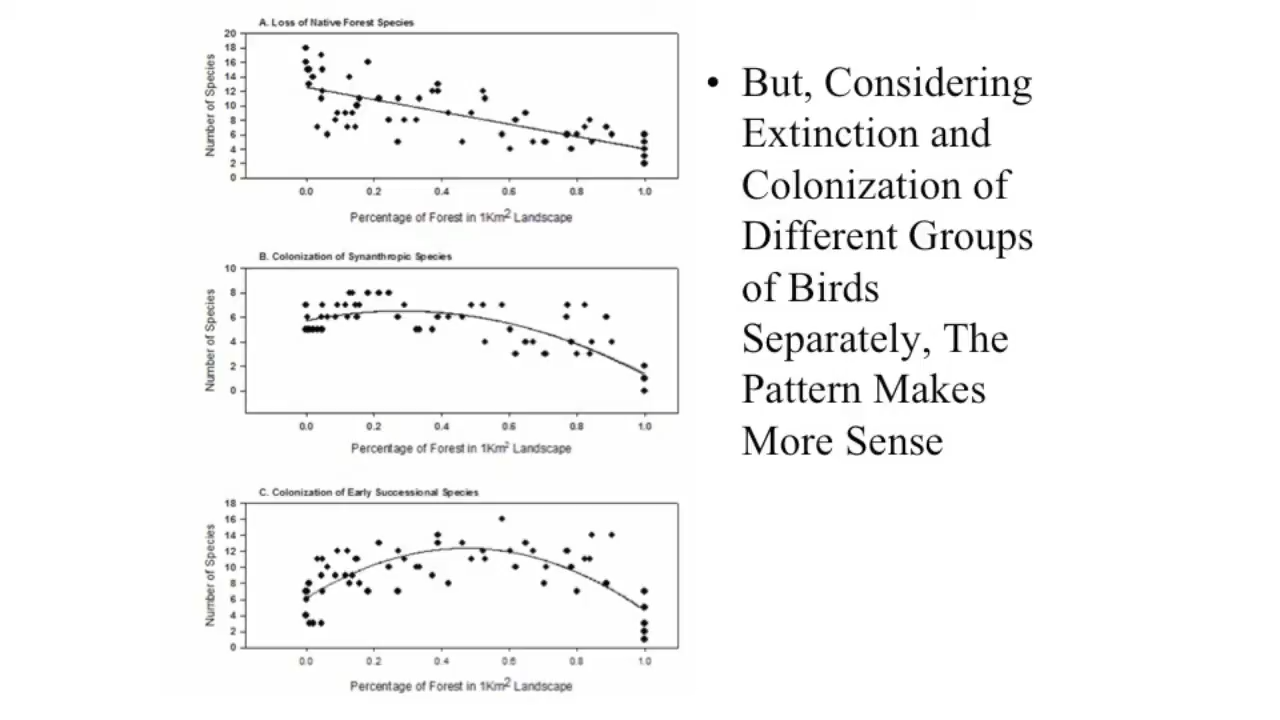 A. Loss of Native Forest Species
20
18
16
14
12
10
8
6
4
2
0
Number of Species
0.0 0.2 0.4 0.6 0.8 1.0
Percentage of Forest in 1Km2 Landscape
B. Colonization of Synanthropic Species
10
8
6
4
2
0
Number of Species
0.0 0.2 0.4 0.6 0.8 1.0
Percentage of Forest in 1Km2 Landscape
C. Colonization of Early Successional Species
18
16
14
12
10
8
6
4
2
0
Number of Species
0.0 0.2 0.4 0.6 0.8 1.0
Percentage of Forest in 1Km2 Landscape
• But, Considering
Extinction and
Colonization of
Different Groups
of Birds
Separately, The
Pattern Makes
More Sense